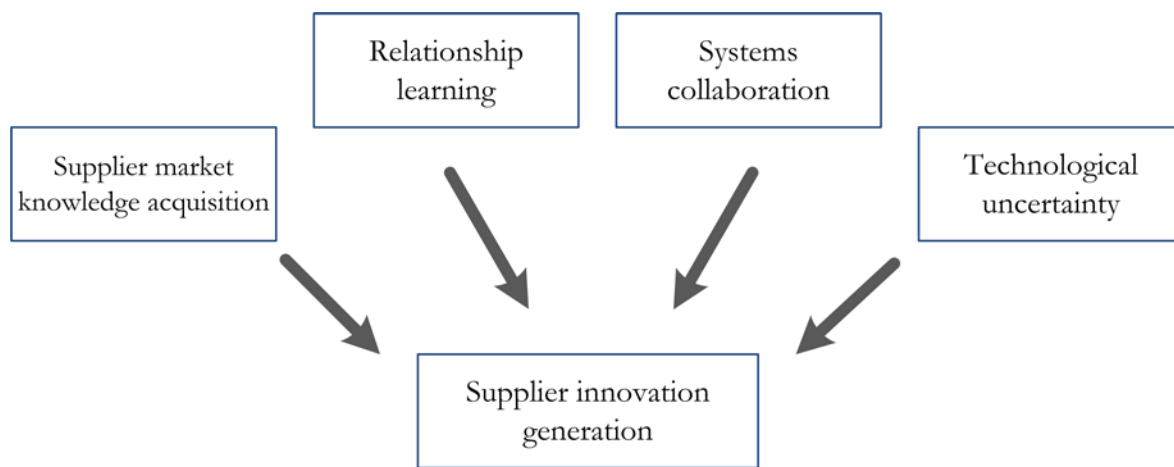 Relationship
learning
Systems
collaboration
Supplier market
knowledge acquisition
Technological
uncertainty
Supplier innovation
generation